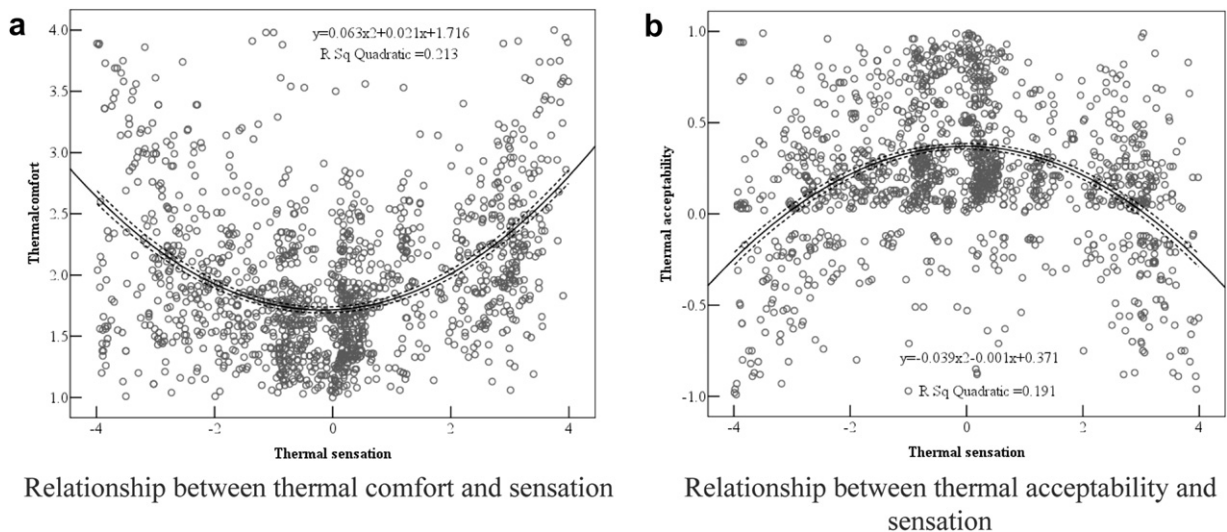 a
y=0.063x2+0.021x+1.716
R Sq Quadratic =0.213
4.0
3.5
3.0
2.5
2.0
1.5
1.0
Thermalcomfort
-4
-2
0
2
4
Thermal sensation
Relationship between thermal comfort and sensation
b
1.0
0.5
0.0
-0.5
-1.0
Thermal acceptability
y=-0.039x2-0.001x+0.371
R Sq Quadratic =0.191
-4
-2
0
2
4
Thermal sensation
Relationship between thermal acceptability and
sensation